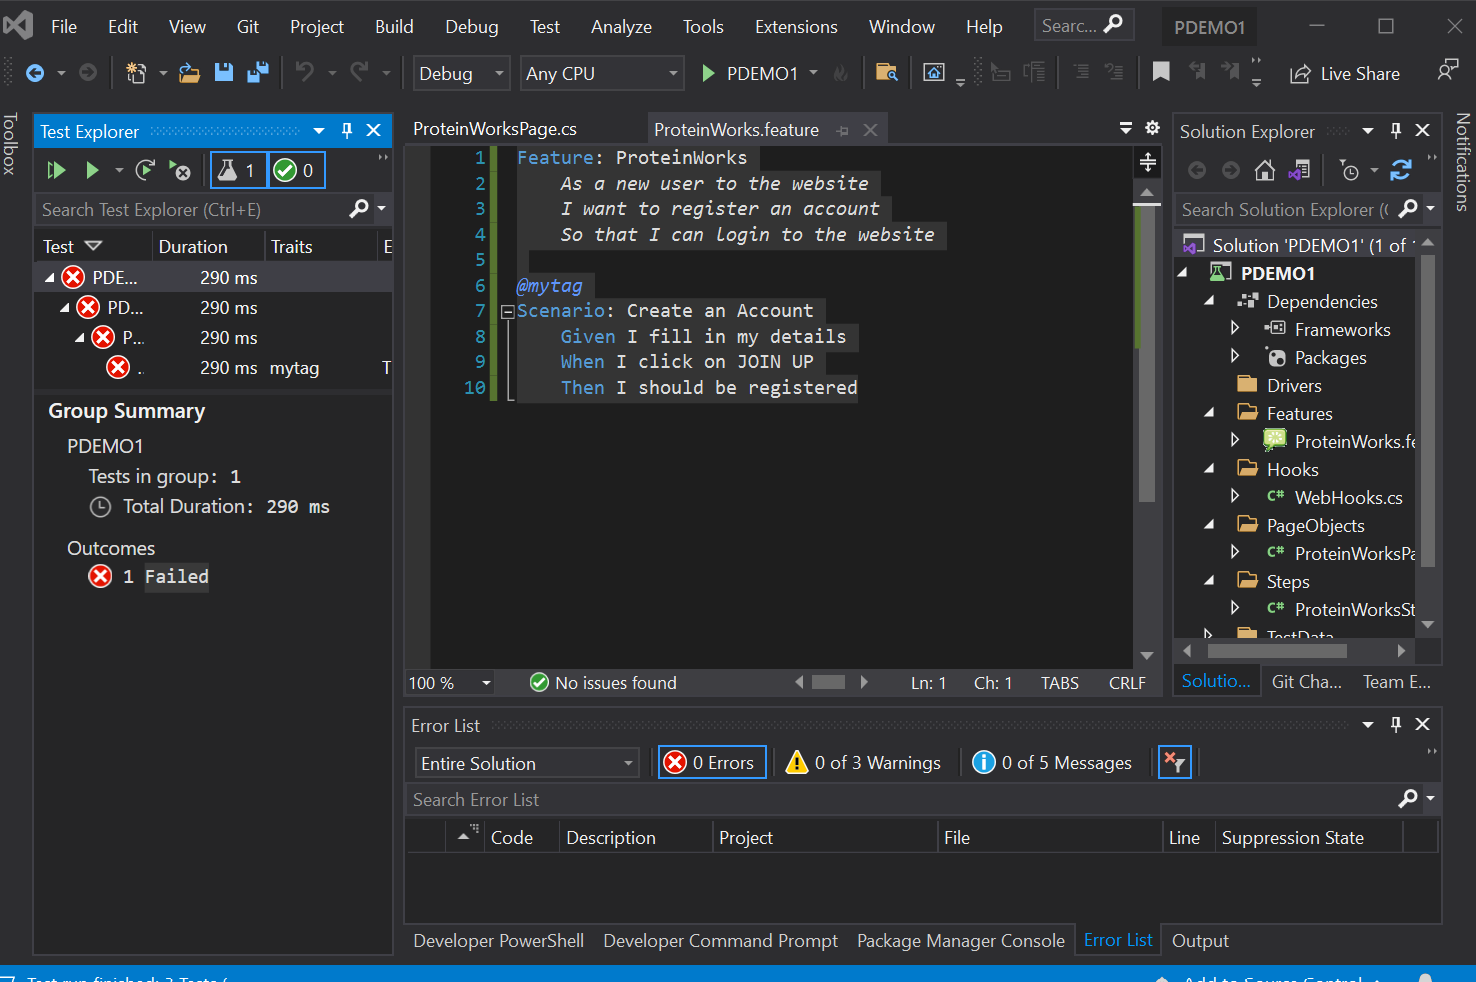 File Edit View Git Project Build Debug Test Analyze Tools Extensions Window Help Searc... PDEMO1
Debug Any CPU PDEMO1 Live Share
Toolbox
Test Explorer
1 0
Search Test Explorer (Ctrl+E)
Test Duration Traits E
PDE... 290 ms
PD... 290 ms
P... 290 ms
.. 290 ms mytag T
Group Summary
PDEMO1
Tests in group: 1
Total Duration: 290 ms
Outcomes
1 Failed
ProteinWorksPage.cs ProteinWorks.feature
1 Feature: ProteinWorks
2 As a new user to the website
3 I want to register an account
4 So that I can login to the website
5
6 @mytag
7 Scenario: Create an Account
8 Given I fill in my details
9 When I click on JOIN UP
10 Then I should be registered
100 % No issues found Ln: 1 Ch: 1 TABS CRLF
Solution Explorer
Search Solution Explorer (
Solution 'PDEMO1' (1 of
PDEMO1
Dependencies
Frameworks
Packages
Drivers
Features
ProteinWorks.fe
Hooks
C# WebHooks.cs
PageObjects
C# ProteinWorksPa
Steps
C# ProteinWorksSt
TestData
Solutio... Git Cha... Team E...
Notifications
Error List
Entire Solution 0 Errors 0 of 3 Warnings 0 of 5 Messages
Search Error List
Code Description Project File Line Suppression State
Developer PowerShell Developer Command Prompt Package Manager Console Error List Output
Test run finished: 3 Tests (
Add to Source Control